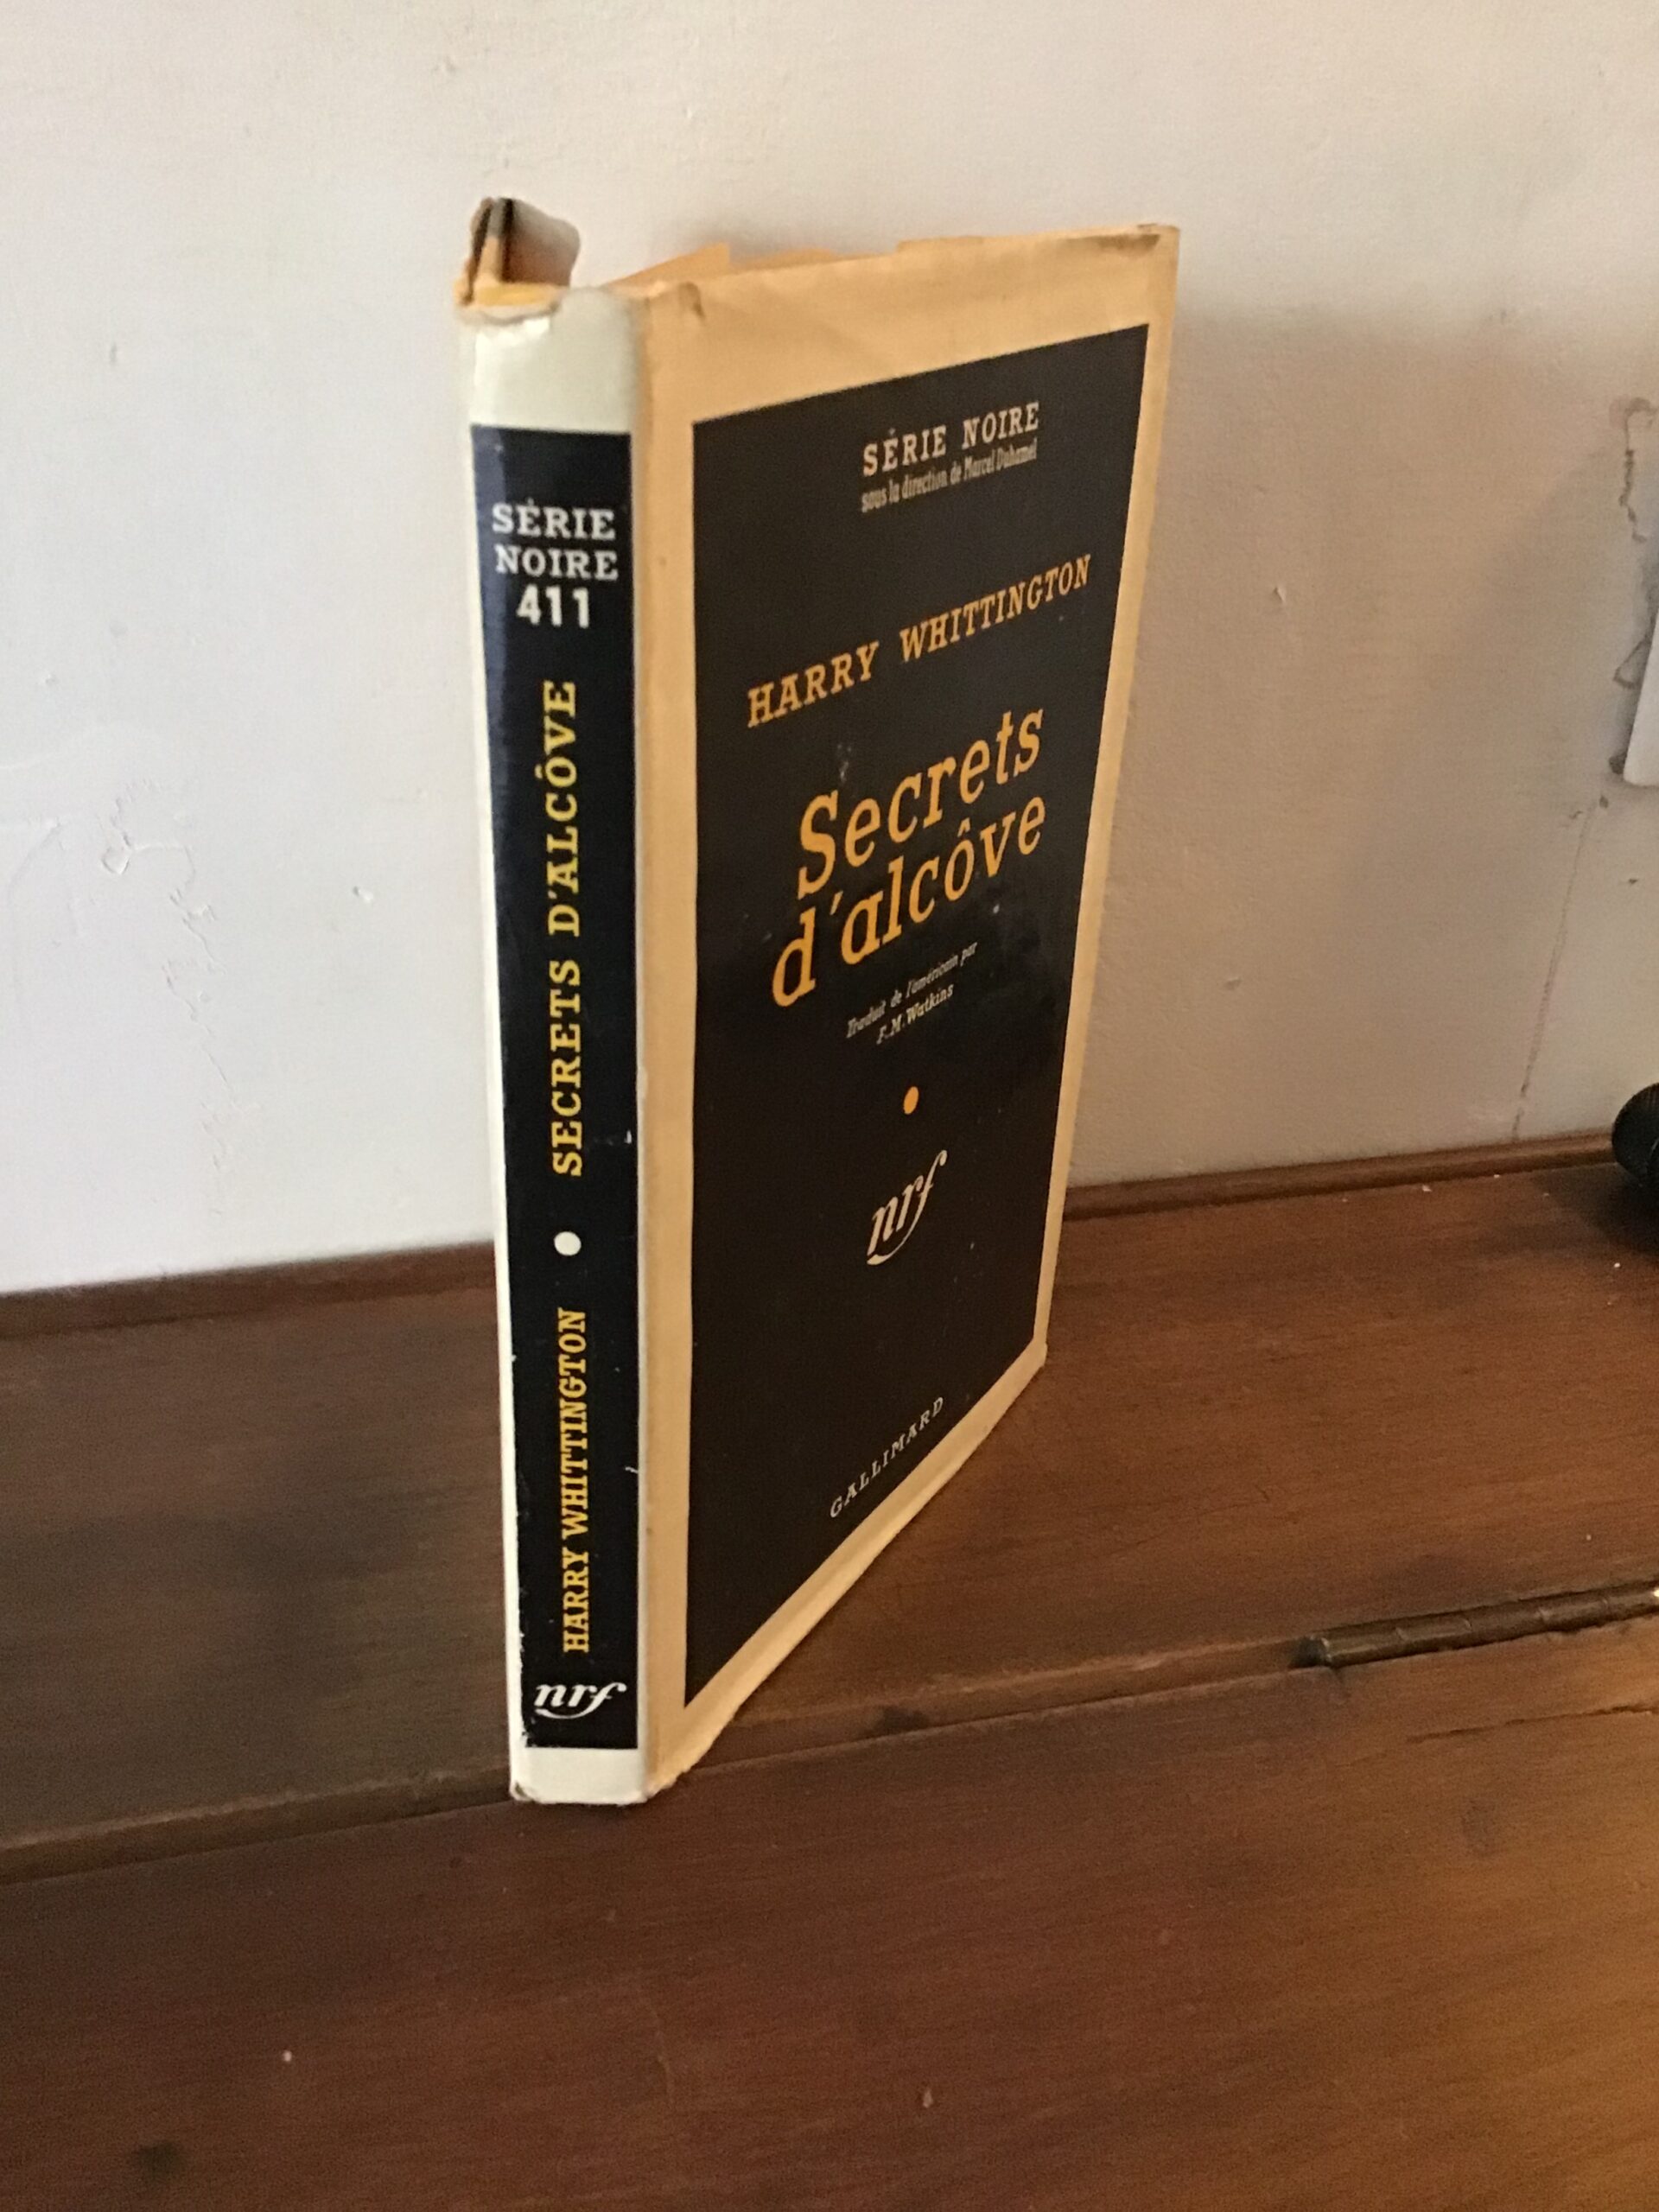 SÉRIE
NOIRE
411
SECRETS D'ALCÔVE
HARRY WHITTINGTON
nrf
SÉRIE NOIRE
sous la direction de Marcel Duhamel
HARRY WHITTINGTON
Secrets
d'alcôve
Traduit de l'américain par
F.M. Watkins
nrf
GALLIMARD